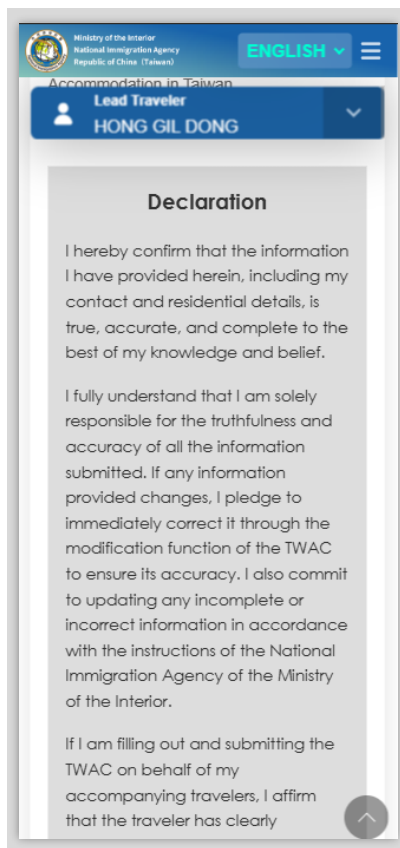 Ministry of the Interior
National Immigration Agency
Republic of China (Taiwan)
ENGLISH
Accommodation in Taiwan
Lead Traveler
HONG GIL DONG
Declaration
I hereby confirm that the information
I have provided herein, including my
contact and residential details, is
true, accurate, and complete to the
best of my knowledge and belief.
I fully understand that I am solely
responsible for the truthfulness and
accuracy of all the information
submitted. If any information
provided changes, I pledge to
immediately correct it through the
modification function of the TWAC
to ensure its accuracy. I also commit
to updating any incomplete or
incorrect information in accordance
with the instructions of the National
Immigration Agency of the Ministry
of the Interior.
If I am filling out and submitting the
TWAC on behalf of my
accompanying travelers, I affirm
that the traveler has clearly